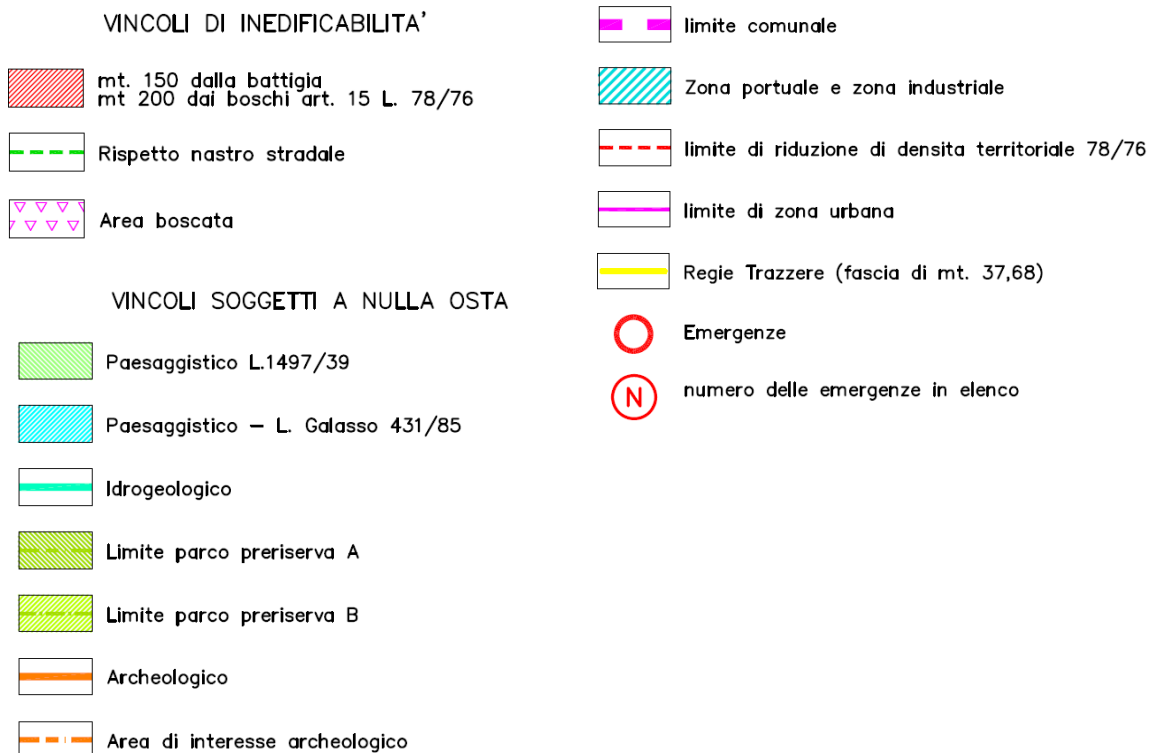 VINCOLI DI INEDIFICABILITA'
mt. 150 dalla battigia
mt 200 dai boschi art. 15 L. 78/76
Rispetto nastro stradale
Area boscata
VINCOLI SOGGETTI A NULLA OSTA
Paesaggistico L.1497/39
Paesaggistico – L. Galasso 431/85
Idrogeologico
Limite parco preriserva A
Limite parco preriserva B
Archeologico
Area di interesse archeologico
limite comunale
Zona portuale e zona industriale
limite di riduzione di densita territoriale 78/76
limite di zona urbana
Regie Trazzere (fascia di mt. 37,68)
Emergenze
N numero delle emergenze in elenco